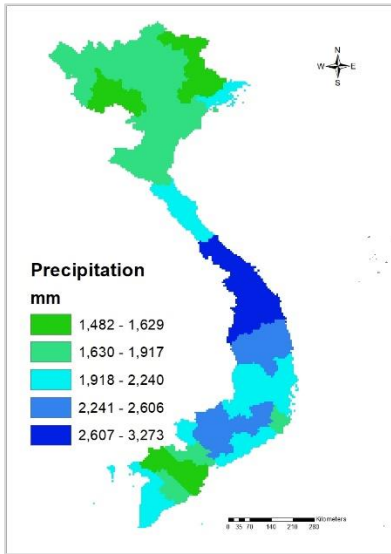 N
W E
S
Precipitation
mm
1,482 - 1,629
1,630 - 1,917
1,918 - 2,240
2,241 - 2,606
2,607 - 3,273
0 35 70 140 210 280
Kilometers